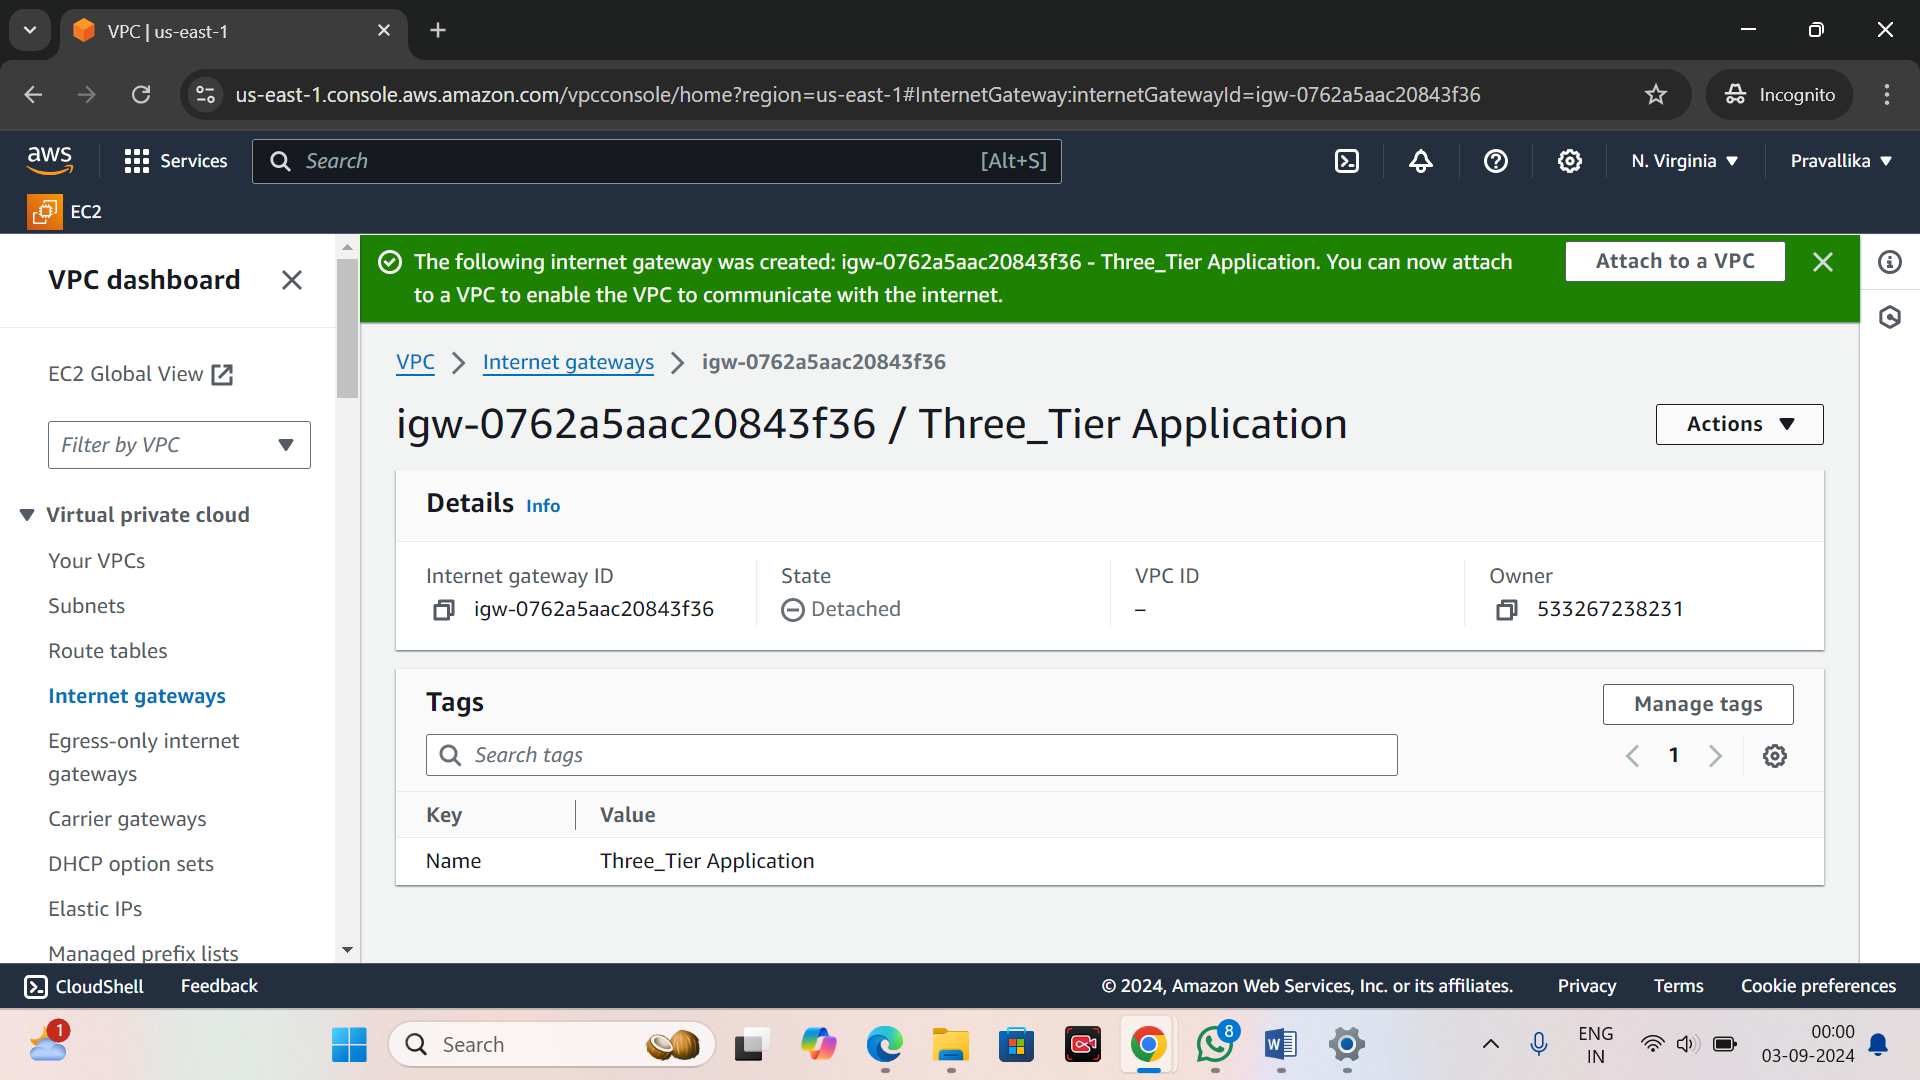 VPC | us-east-1
us-east-1.console.aws.amazon.com/vpcconsole/home?region=us-east-1#InternetGateway:internetGatewayId=igw-0762a5aac20843f36
Incognito
aws
Services
Search
[Alt+S]
N. Virginia
Pravallika
EC2
VPC dashboard
EC2 Global View
Filter by VPC
Virtual private cloud
Your VPCs
Subnets
Route tables
Internet gateways
Egress-only internet
gateways
Carrier gateways
DHCP option sets
Elastic IPs
Managed prefix lists
The following internet gateway was created: igw-0762a5aac20843f36 - Three_Tier Application. You can now attach
to a VPC to enable the VPC to communicate with the internet.
Attach to a VPC
VPC
Internet gateways
igw-0762a5aac20843f36
igw-0762a5aac20843f36 / Three_Tier Application
Actions
Details Info
Internet gateway ID
igw-0762a5aac20843f36
State
Detached
VPC ID
–
Owner
533267238231
Tags
Manage tags
Search tags
1
Key
Value
Name
Three_Tier Application
CloudShell
Feedback
© 2024, Amazon Web Services, Inc. or its affiliates.
Privacy
Terms
Cookie preferences
1
Search
8
W
ENG
IN
00:00
03-09-2024